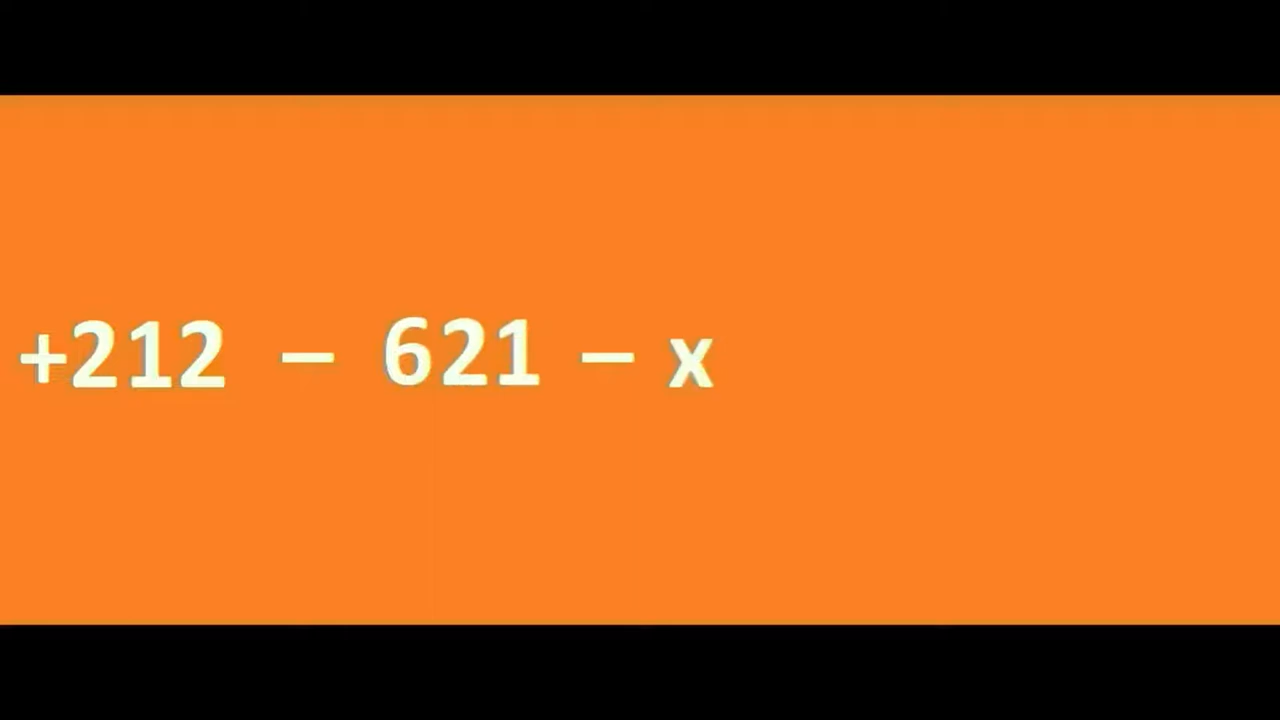 +212 – 621 – x